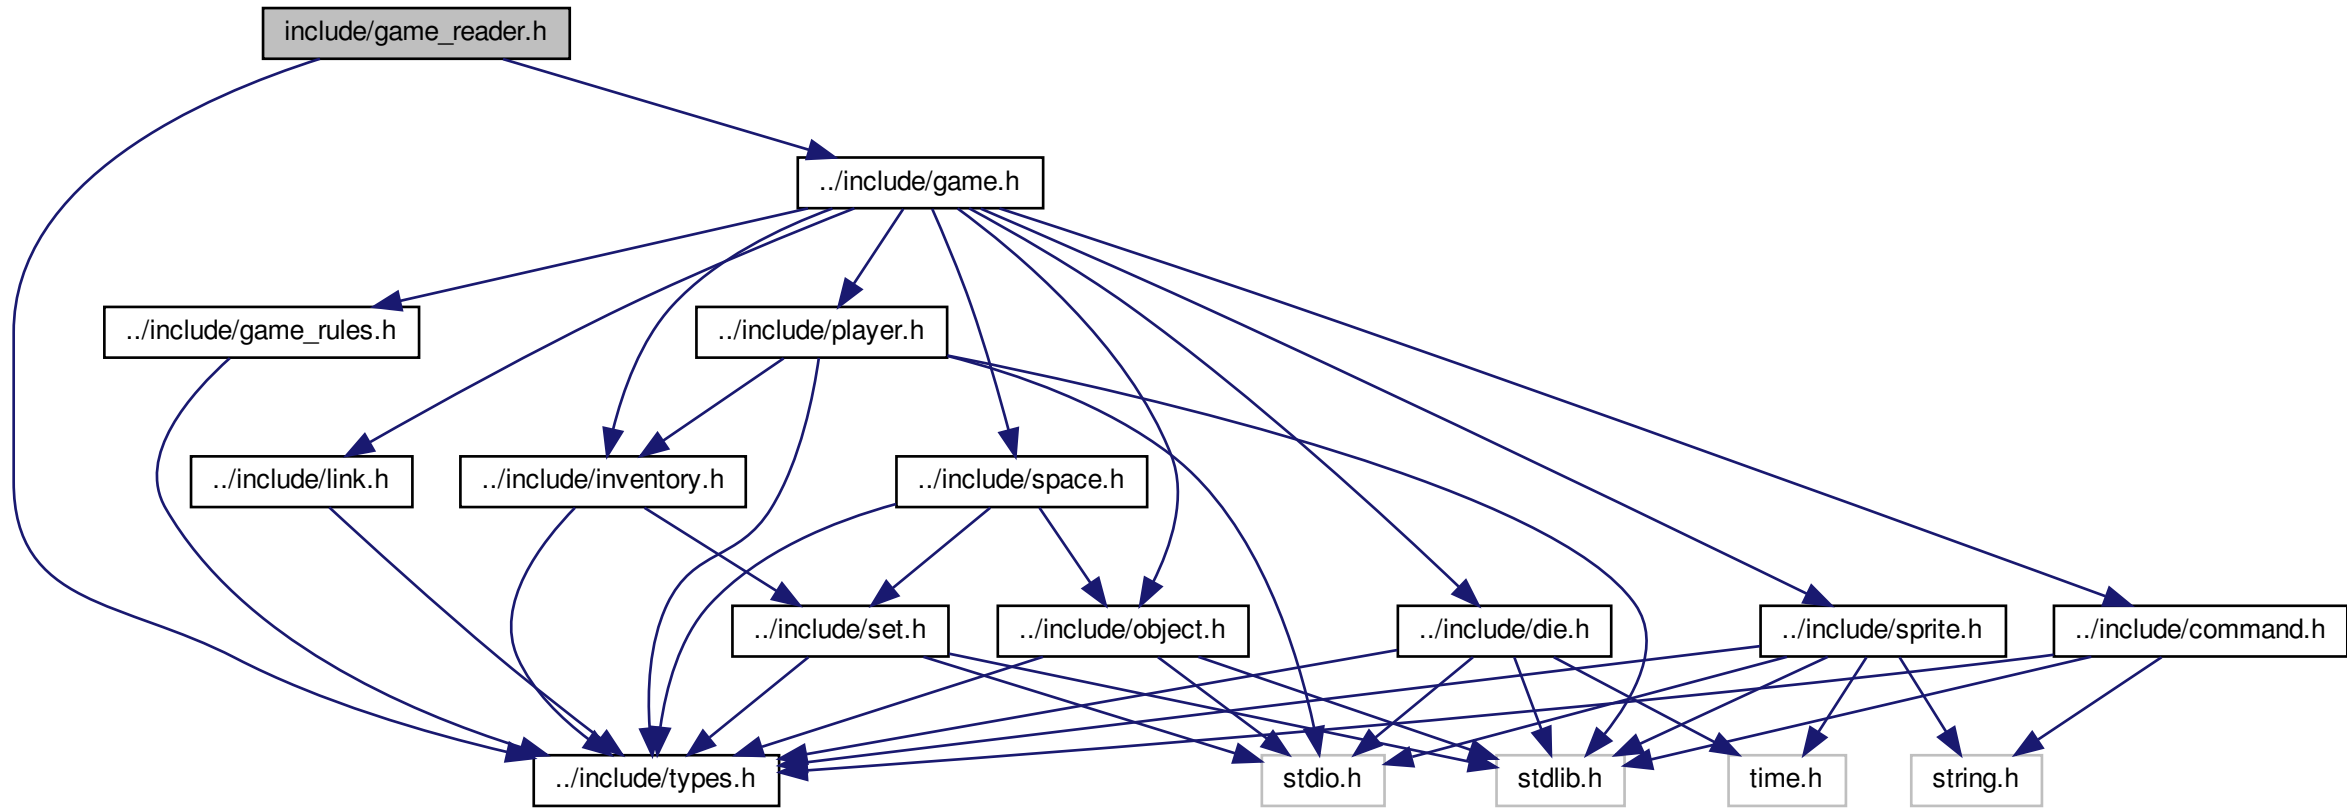 include/game_reader.h
../include/game.h
../include/game_rules.h
../include/player.h
../include/link.h
../include/inventory.h
../include/space.h
../include/set.h
../include/object.h
../include/die.h
../include/sprite.h
../include/command.h
../include/types.h
stdio.h
stdlib.h
time.h
string.h